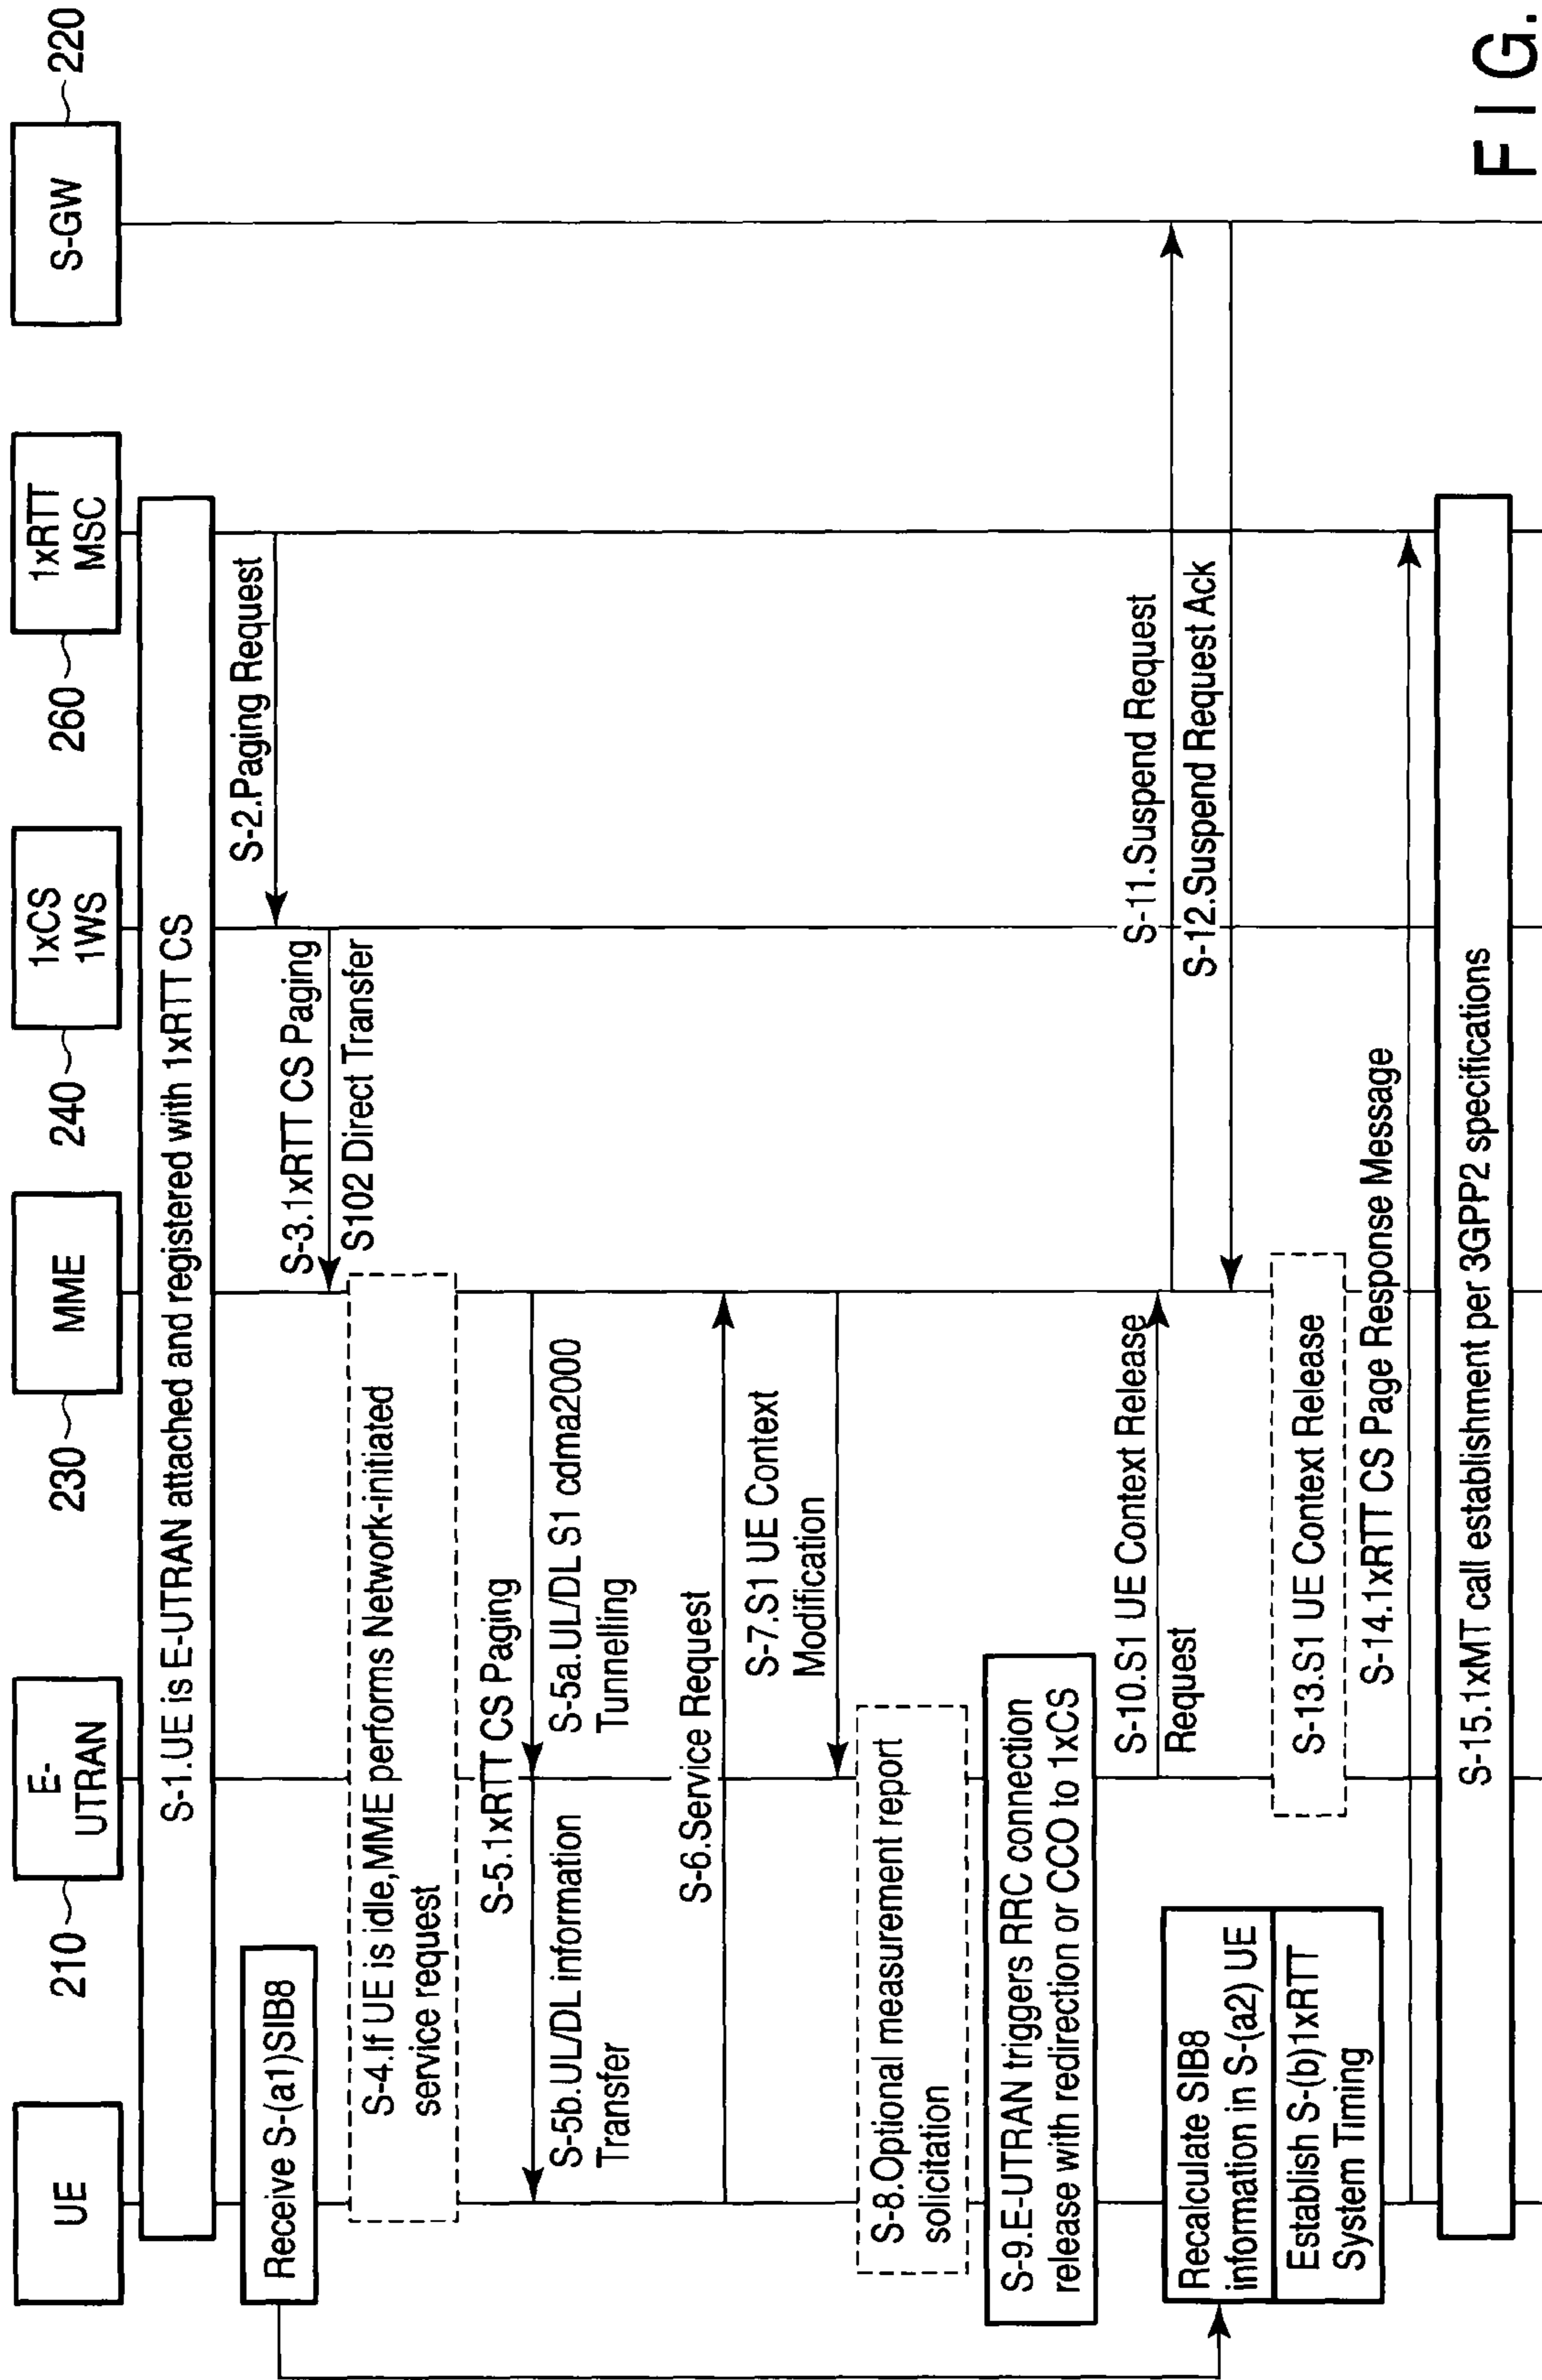 UE
E-
UTRAN
MME
1xCS
1WS
1xRTT
MSC
S-GW
210
230
240
260
220
S-1.UE is E-UTRAN attached and registered with 1xRTT CS
Receive S-(a1)SIB8
S-2.Paging Request
S-3.1xRTT CS Paging
S102 Direct Transfer
S-4.If UE is idle,MME performs Network-initiated
service request
S-5.1xRTT CS Paging
S-5a.UL/DL S1 cdma2000
Tunnelling
S-5b.UL/DL information
Transfer
S-6.Service Request
S-7.S1 UE Context
Modification
S-8.Optional measurement report
solicitation
S-9.E-UTRAN triggers RRC connection
release with redirection or CCO to 1xCS
S-10.S1 UE Context Release
Request
S-11.Suspend Request
S-12.Suspend Request Ack
Recalculate SIB8
information in S-(a2) UE
Establish S-(b)1xRTT
System Timing
S-13.S1 UE Context Release
S-14.1xRTT CS Page Response Message
S-15.1xMT call establishment per 3GPP2 specifications
FIG.